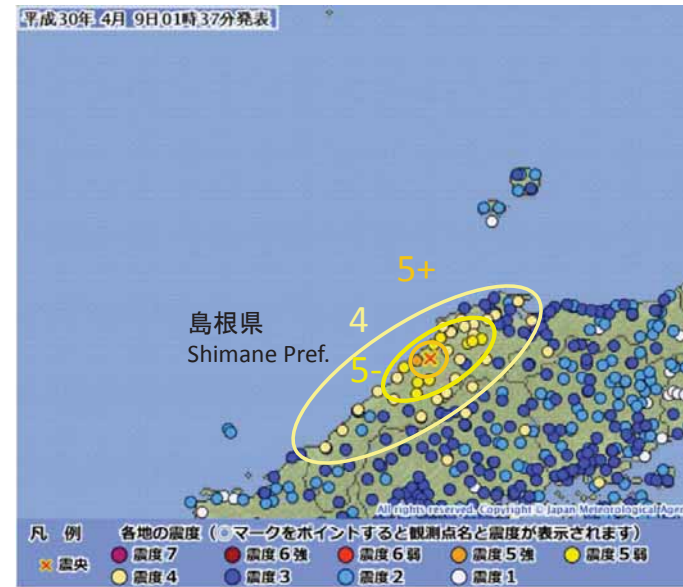 平成30年 4月 9日01時37分発表
5+
島根県
4
Shimane Pref.
5-
All rights reserved. Copyright © Japan Meteorological Agen
凡 例 各地の震度(○マークをポイントすると観測点名と震度が表示されます)
震央 震度7 震度6強 震度6弱 震度5強 震度5弱
震度4 震度3 震度2 震度1